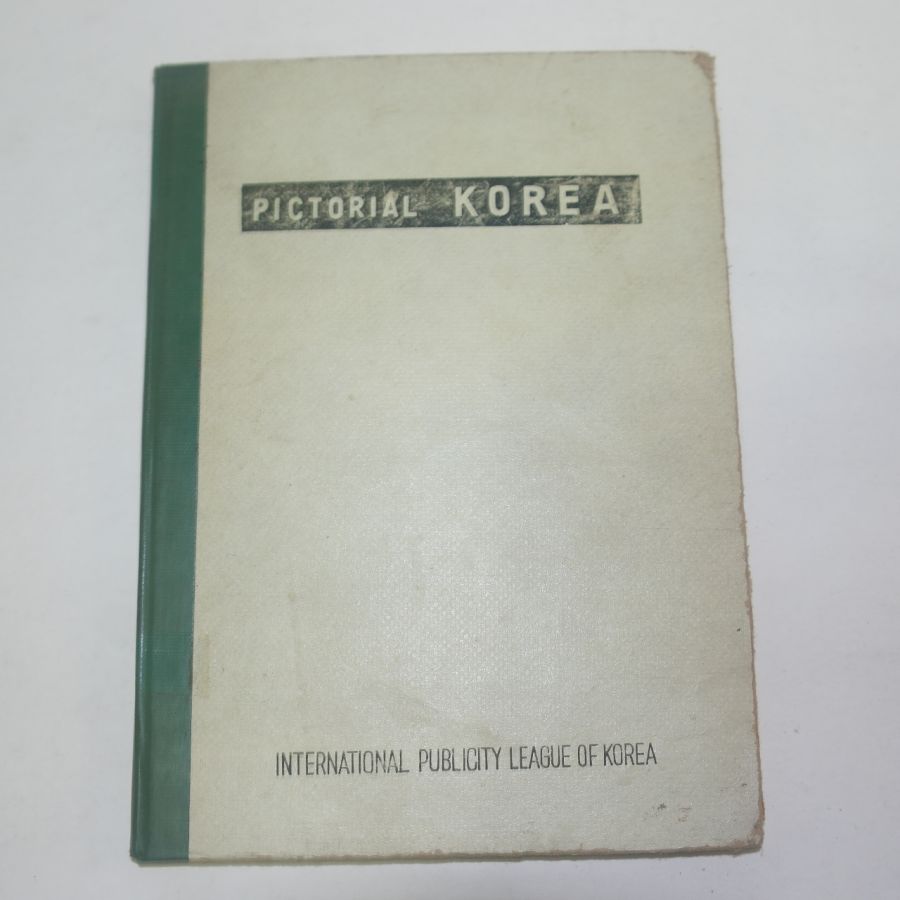 PICTORIAL KOREA
INTERNATIONAL PUBLICITY LEAGUE OF KOREA